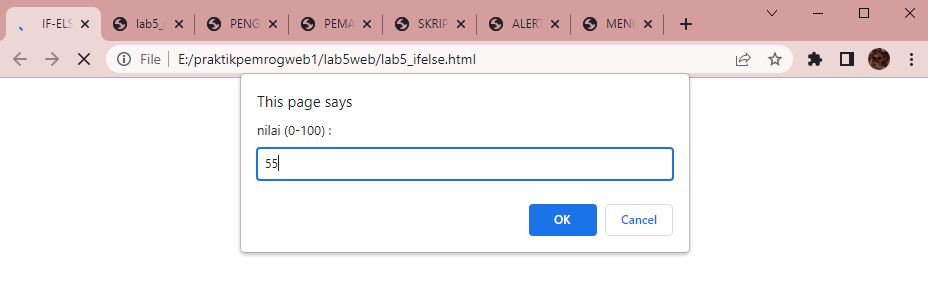 IF-ELS lab5_ PENG PEMA SKRIP ALERT MENG
File E:/praktikpemrogweb1/lab5web/lab5_ifelse.html
This page says
nilai (0-100) :
55
OK Cancel